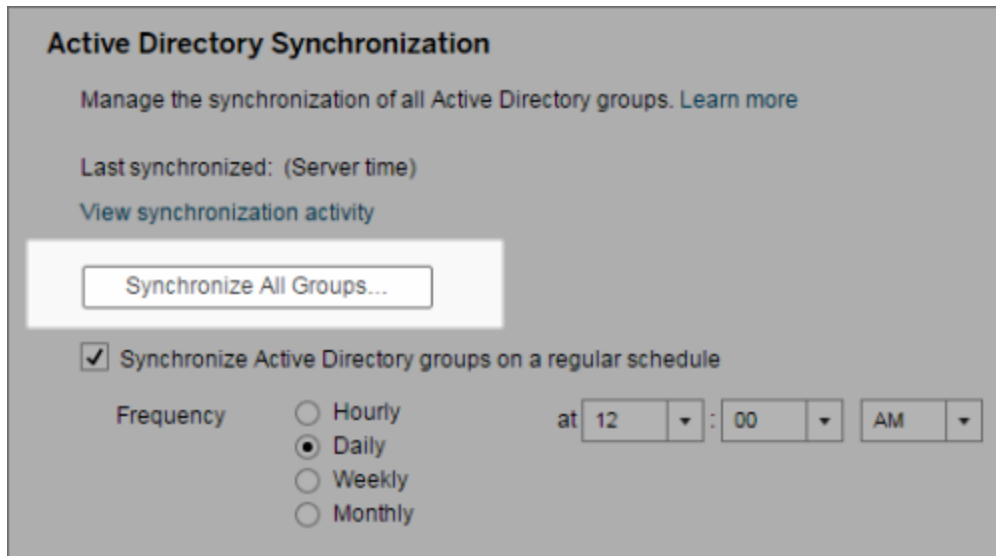 Active Directory Synchronization
Manage the synchronization of all Active Directory groups. Learn more
Last synchronized: (Server time)
View synchronization activity
Synchronize All Groups...
Synchronize Active Directory groups on a regular schedule
Frequency Hourly at 12 : 00 AM
Daily
Weekly
Monthly